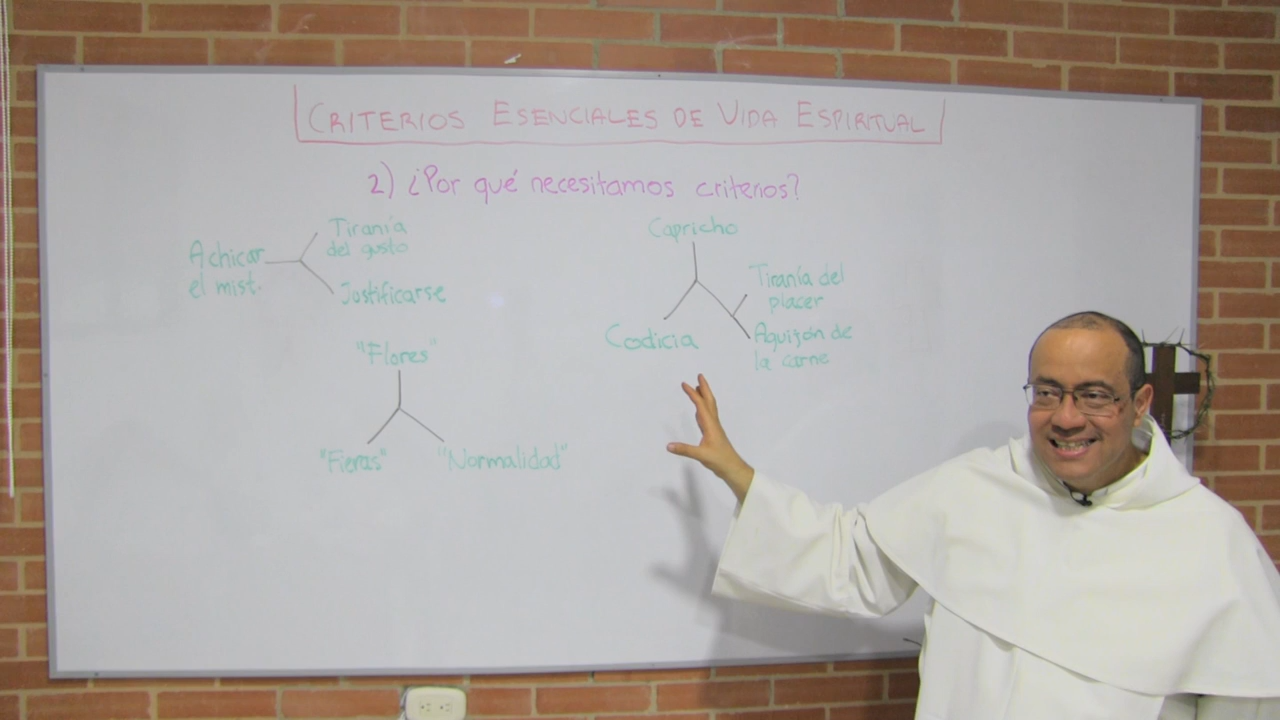 CRITERIOS ESENCIALES DE VIDA ESPIRITUAL
2) ¿Por qué necesitamos criterios?
Achicar
el mist.
Tiranía
del gusto
Jostificarse
"Flores"
"Fieras"
"Normalidad"
Capricho
Codicia
Tiranía del
placer
Aguijón de
la carne